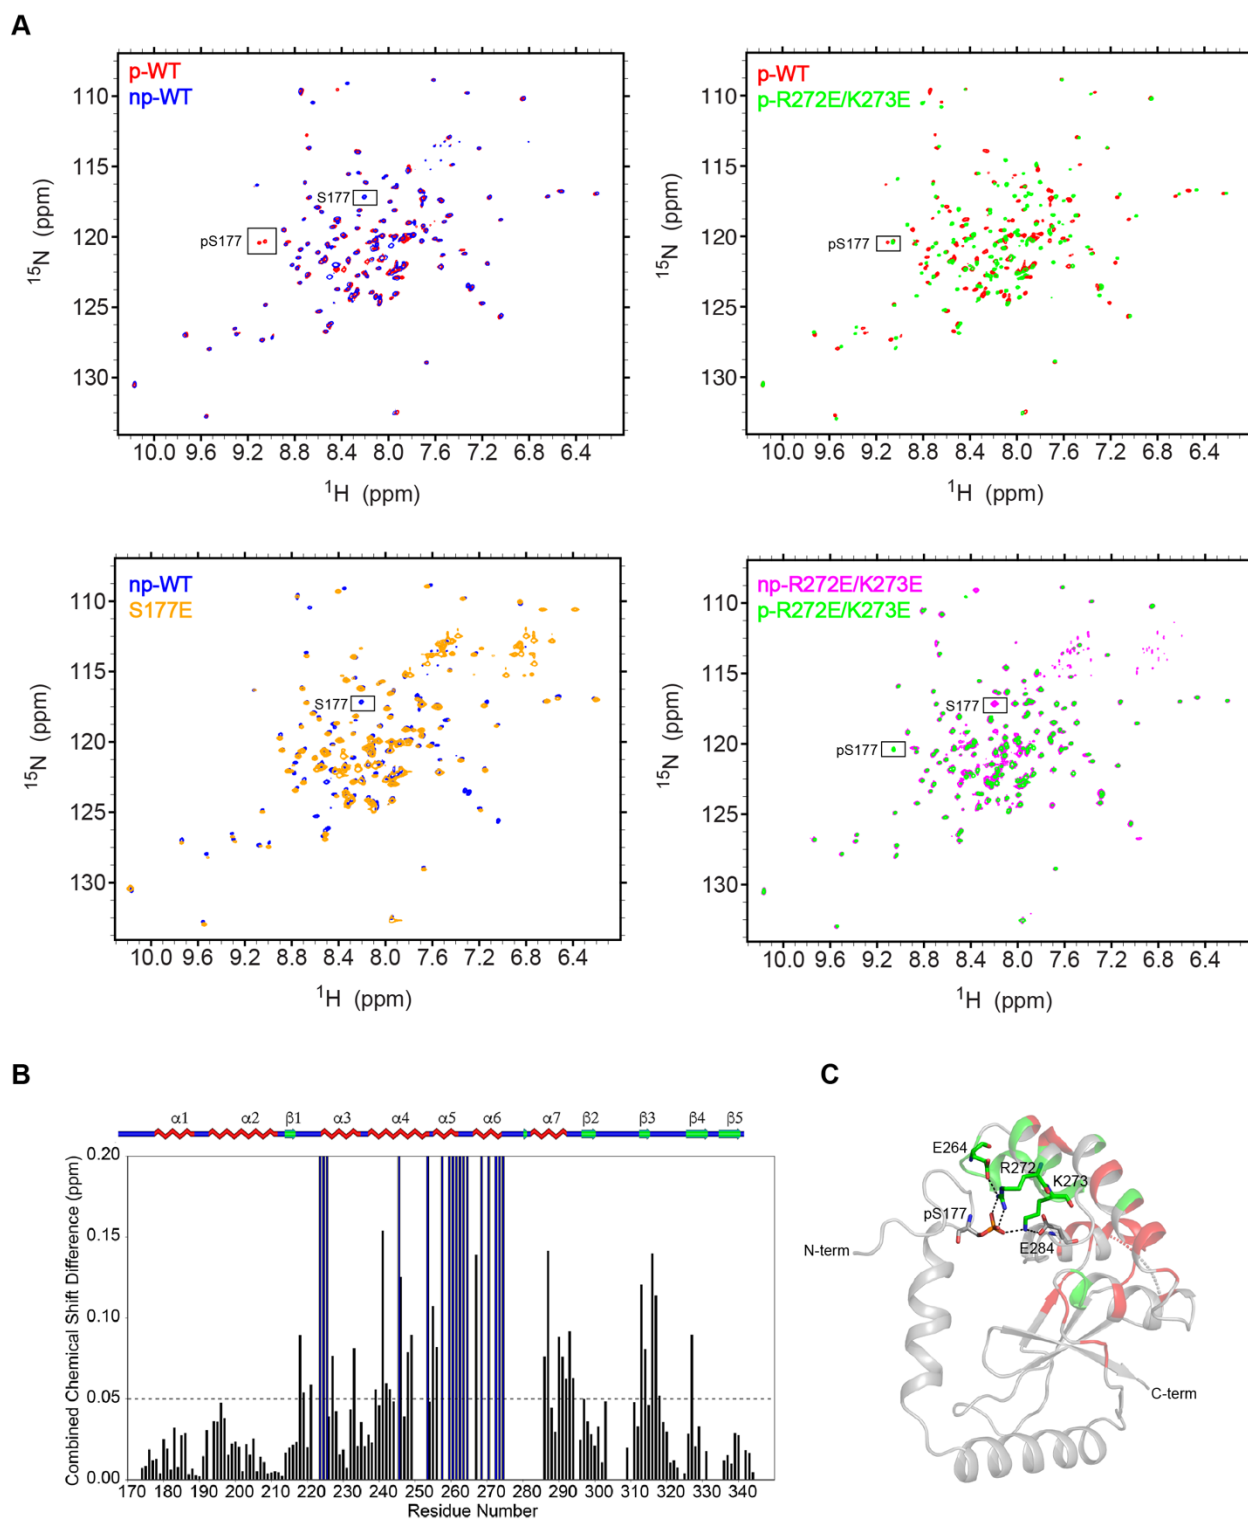 A
p-WT
np-WT
110
115
120
125
130
15N (ppm)
S177
pS177
10.0 9.6 9.2 8.8 8.4 8.0 7.6 7.2 6.8 6.4
1H (ppm)
p-WT
p-R272E/K273E
110
115
120
125
130
15N (ppm)
pS177
10.0 9.6 9.2 8.8 8.4 8.0 7.6 7.2 6.8 6.4
1H (ppm)
np-WT
S177E
110
115
120
125
130
15N (ppm)
S177
10.0 9.6 9.2 8.8 8.4 8.0 7.6 7.2 6.8 6.4
1H (ppm)
np-R272E/K273E
p-R272E/K273E
110
115
120
125
130
15N (ppm)
S177
pS177
10.0 9.6 9.2 8.8 8.4 8.0 7.6 7.2 6.8 6.4
1H (ppm)
B
α1 α2 β1 α3 α4 α5 α6 α7 β2 β3 β4 β5
0.20
0.15
0.10
0.05
0.00
Combined Chemical Shift Difference (ppm)
170 180 190 200 210 220 230 240 250 260 270 280 290 300 310 320 330 340
Residue Number
C
E264
R272
K273
pS177
E284
N-term
C-term